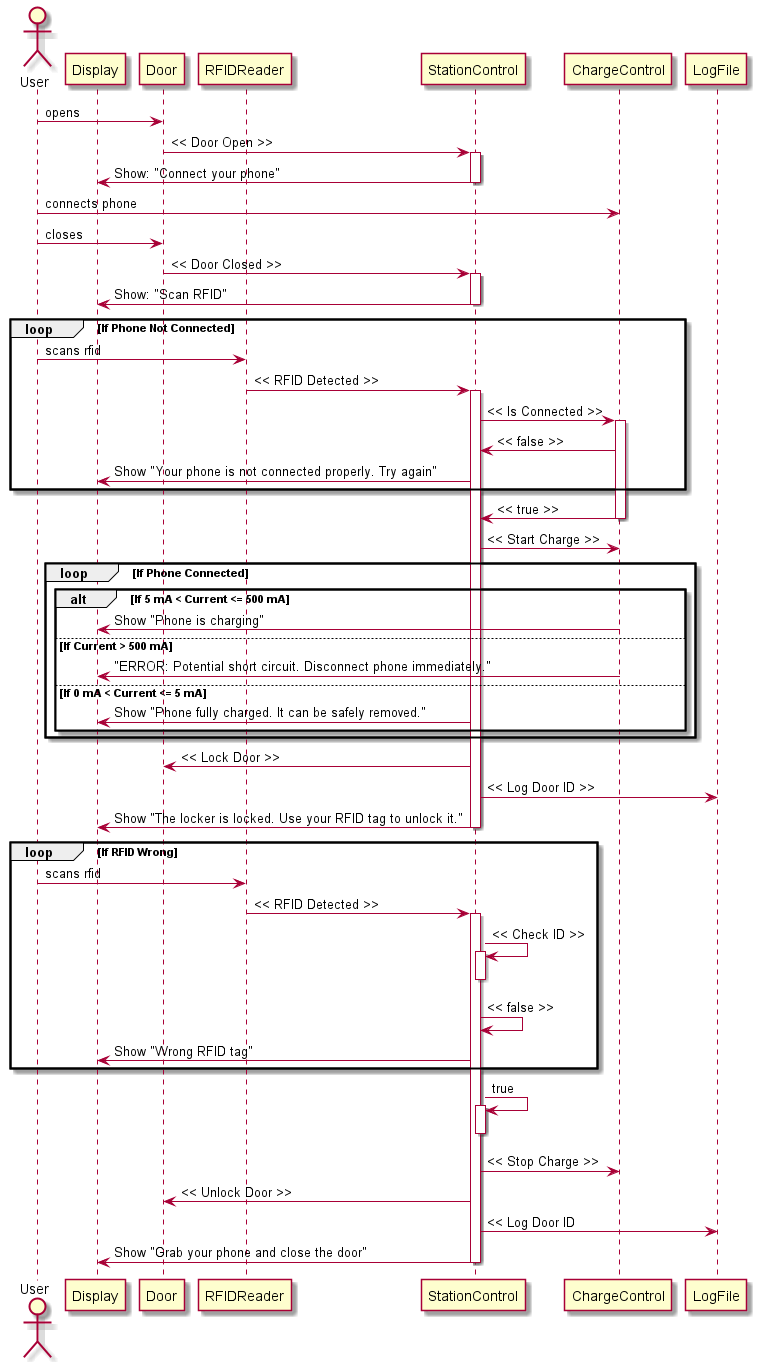 User
Display
Door
RFIDReader
StationControl
ChargeControl
LogFile
opens
<< Door Open >>
Show: "Connect your phone"
connects phone
closes
<< Door Closed >>
Show: "Scan RFID"
loop [If Phone Not Connected]
scans rfid
<< RFID Detected >>
<< Is Connected >>
<< false >>
Show "Your phone is not connected properly. Try again"
<< true >>
<< Start Charge >>
loop [If Phone Connected]
alt [If 5 mA < Current <= 500 mA]
Show "Phone is charging"
[If Current > 500 mA]
"ERROR: Potential short circuit. Disconnect phone immediately."
[If 0 mA < Current <= 5 mA]
Show "Phone fully charged. It can be safely removed."
<< Lock Door >>
<< Log Door ID >>
Show "The locker is locked. Use your RFID tag to unlock it."
loop [If RFID Wrong]
scans rfid
<< RFID Detected >>
<< Check ID >>
<< false >>
Show "Wrong RFID tag"
true
<< Stop Charge >>
<< Unlock Door >>
<< Log Door ID
Show "Grab your phone and close the door"
User
Display
Door
RFIDReader
StationControl
ChargeControl
LogFile